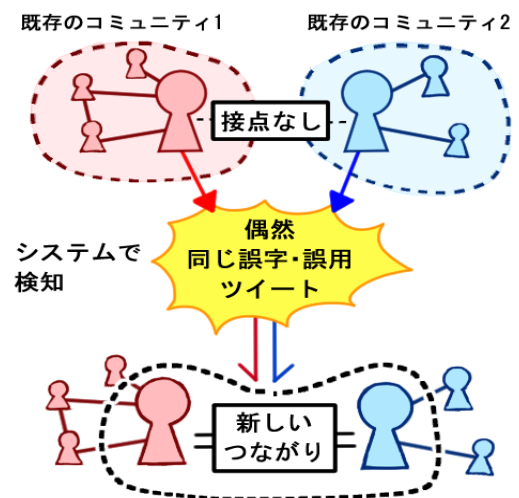 既存のコミュニティ1
既存のコミュニティ2
接点なし
偶然
同じ誤字・誤用
ツイート
システムで
検知
新しい
つながり